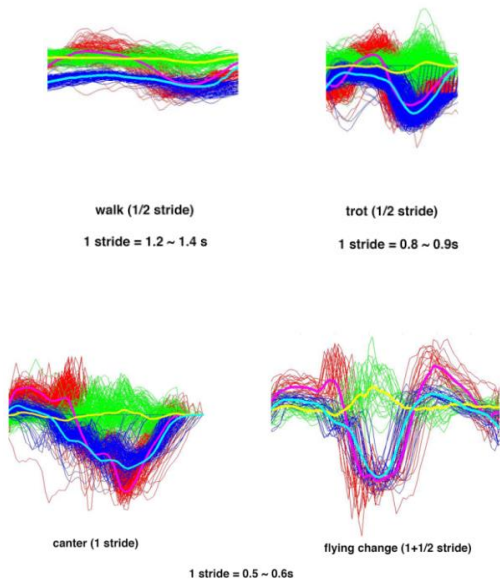 walk (1/2 stride)
trot (1/2 stride)
1 stride = 1.2 ~ 1.4 s
1 stride = 0.8 ~ 0.9s
canter (1 stride)
flying change (1+1/2 stride)
1 stride = 0.5 ~ 0.6s